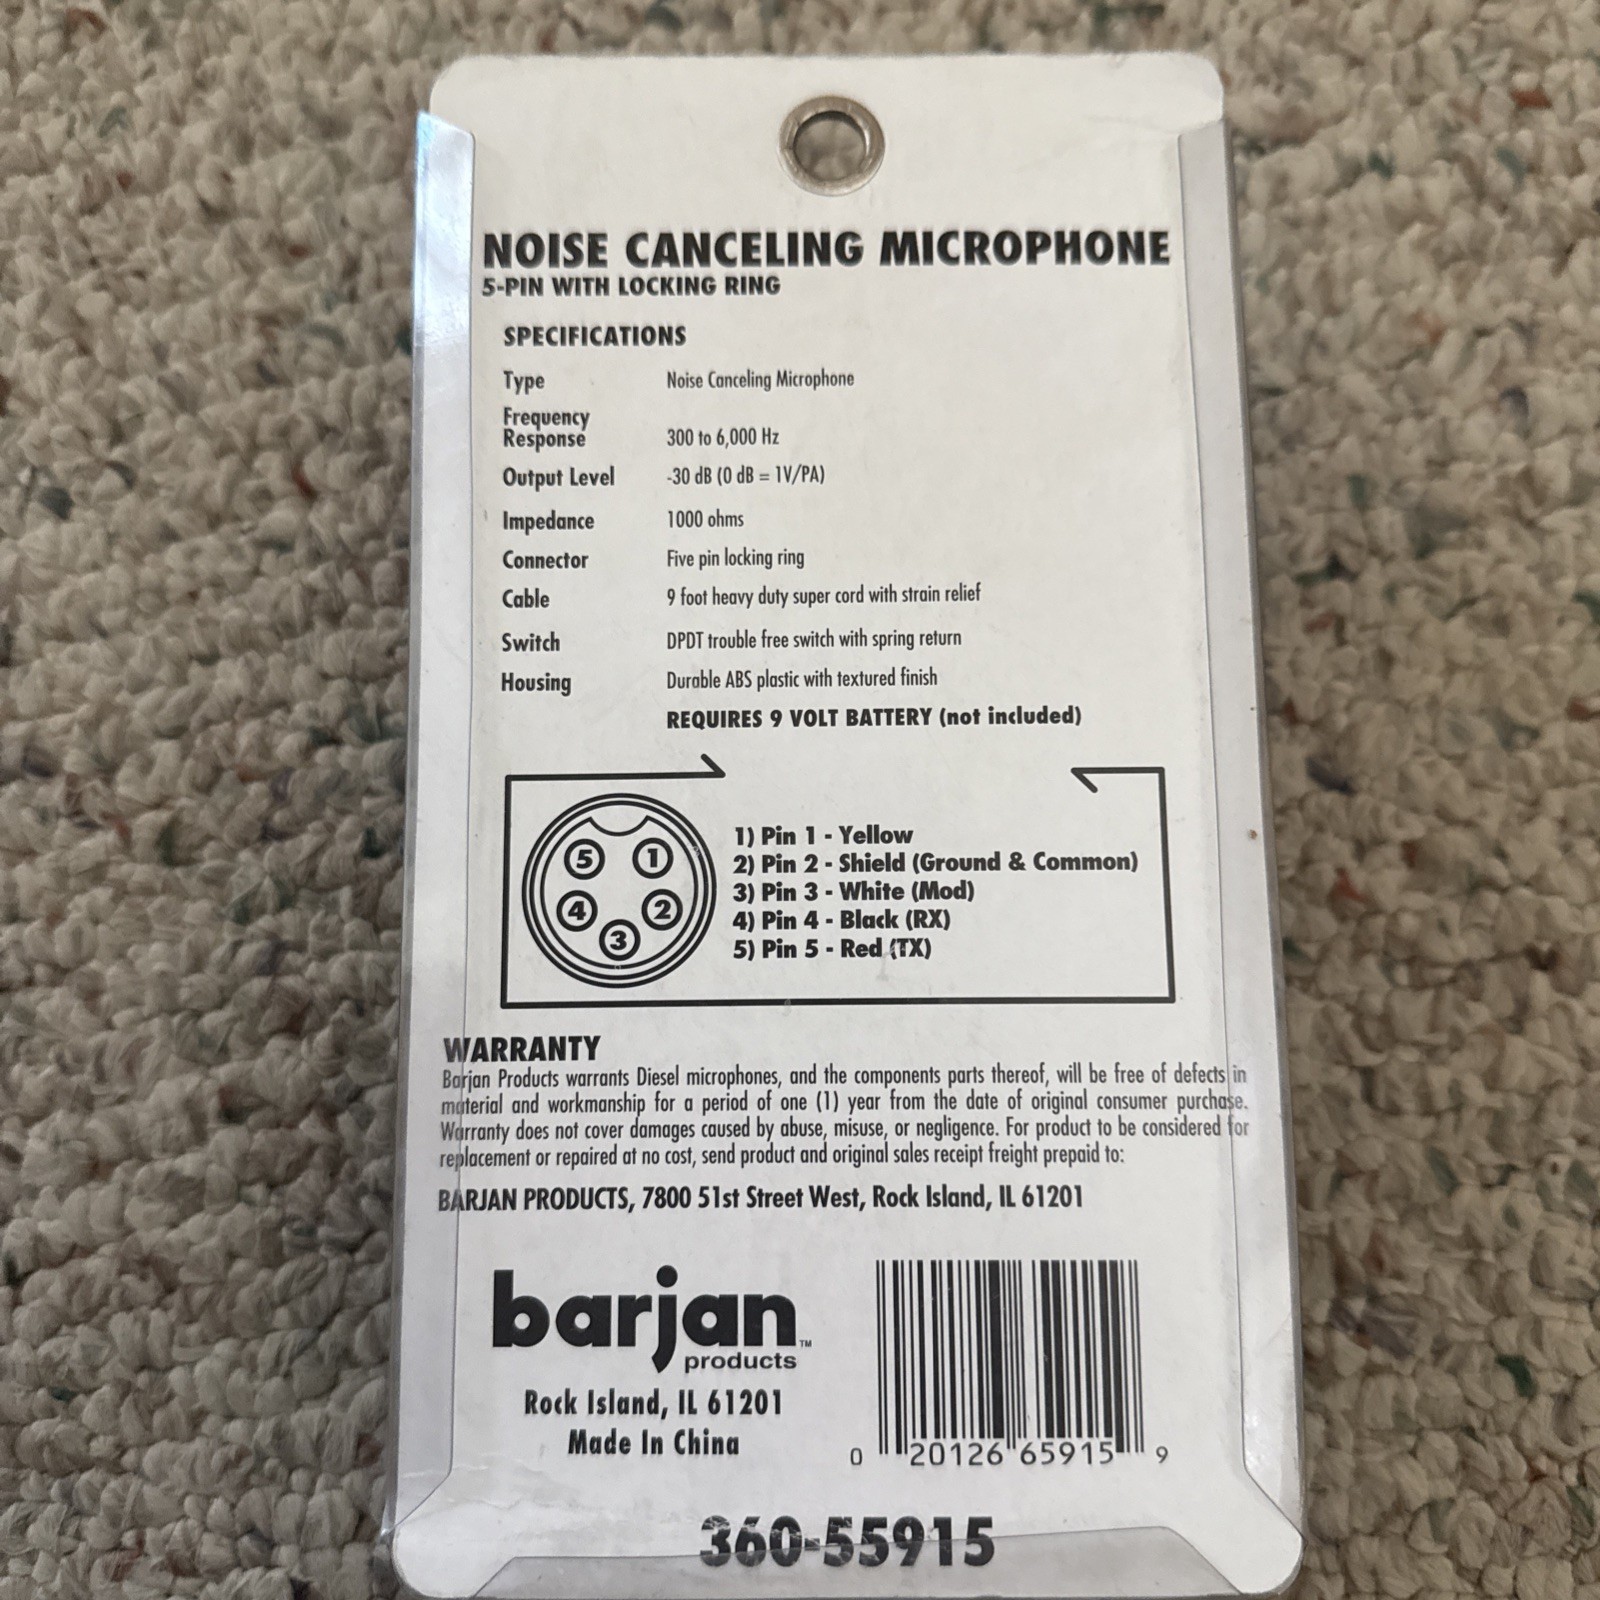 NOISE CANCELING MICROPHONE
5-PIN WITH LOCKING RING
SPECIFICATIONS
Type Noise Canceling Microphone
Frequency
Response 300 to 6,000 Hz
Output Level -30 dB (0 dB = 1V/PA)
Impedance 1000 ohms
Connector Five pin locking ring
Cable 9 foot heavy duty super cord with strain relief
Switch DPDT trouble free switch with spring return
Housing Durable ABS plastic with textured finish
REQUIRES 9 VOLT BATTERY (not included)
5 1
4 2
3
1) Pin 1 - Yellow
2) Pin 2 - Shield (Ground & Common)
3) Pin 3 - White (Mod)
4) Pin 4 - Black (RX)
5) Pin 5 - Red (TX)
WARRANTY
Barjan Products warrants Diesel microphones, and the components parts thereof, will be free of defects in
material and workmanship for a period of one (1) year from the date of original consumer purchase.
Warranty does not cover damages caused by abuse, misuse, or negligence. For product to be considered for
replacement or repaired at no cost, send product and original sales receipt freight prepaid to:
BARJAN PRODUCTS, 7800 51st Street West, Rock Island, IL 61201
barjan™
products
Rock Island, IL 61201
Made In China
0 20126 65915 9
360-55915